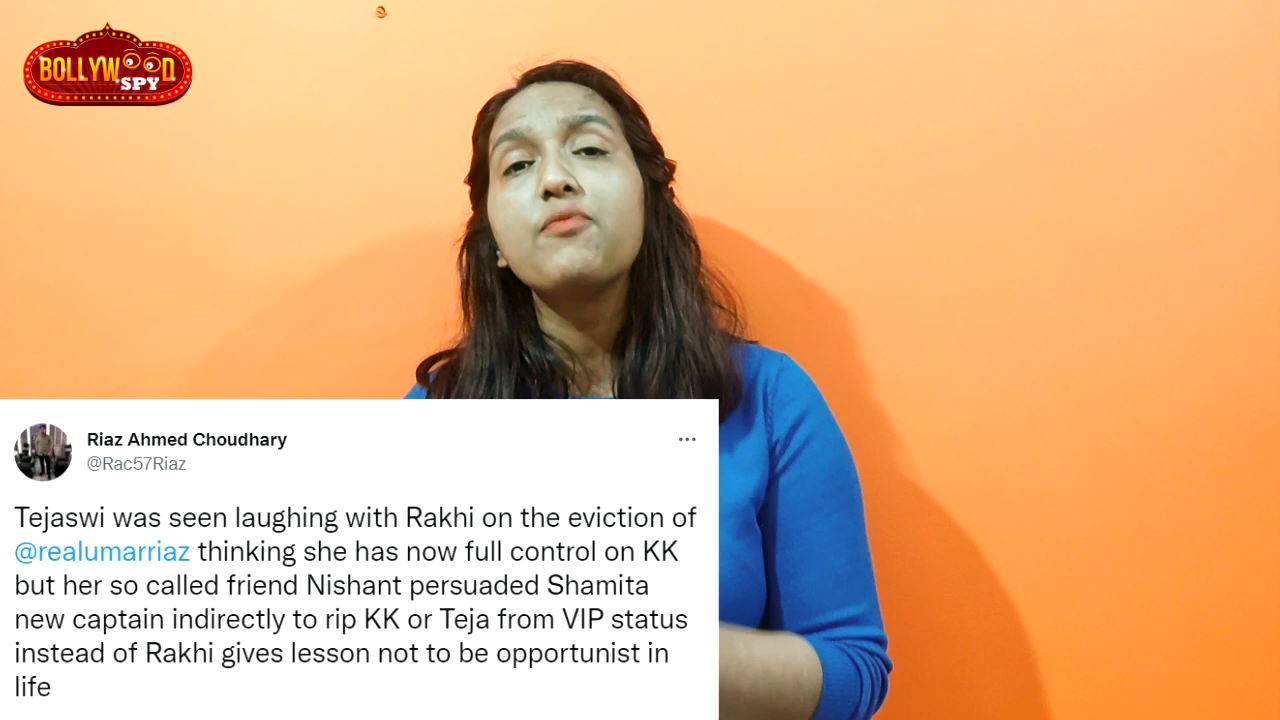 BOLLYWOOD
SPY
Riaz Ahmed Choudhary
@Rac57Riaz
Tejaswi was seen laughing with Rakhi on the eviction of
@realumarriaz thinking she has now full control on KK
but her so called friend Nishant persuaded Shamita
new captain indirectly to rip KK or Teja from VIP status
instead of Rakhi gives lesson not to be opportunist in
life